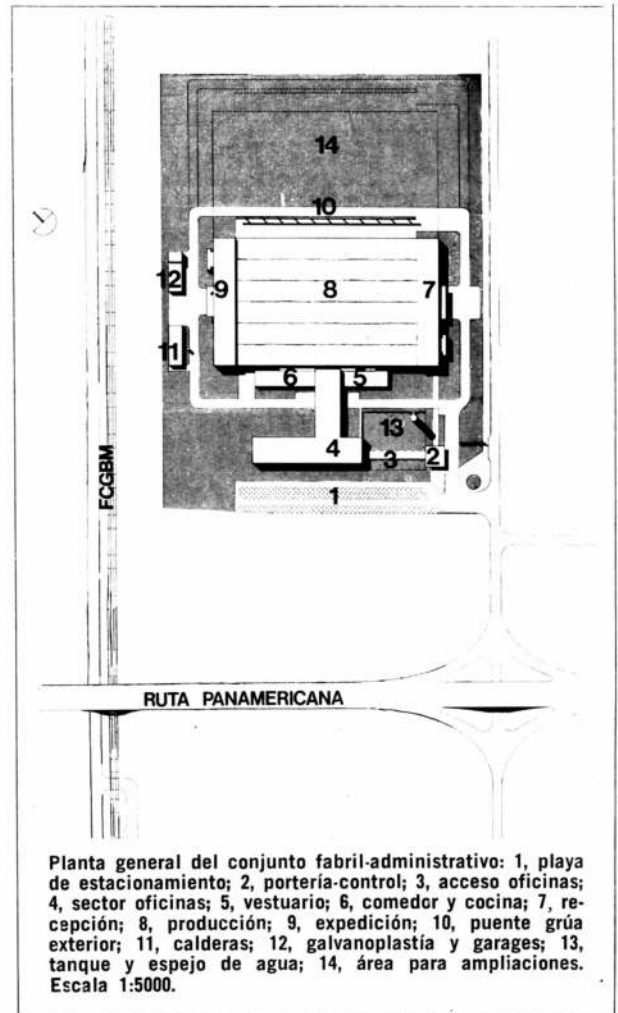 14
10
12
9
8
7
11
6
5
13
4
3
2
1
FCGBM
RUTA PANAMERICANA
Planta general del conjunto fabril-administrativo: 1, playa
de estacionamiento; 2, portería-control; 3, acceso oficinas;
4, sector oficinas; 5, vestuario; 6, comedor y cocina; 7, re-
cepción; 8, producción; 9, expedición; 10, puente grúa
exterior; 11, calderas; 12, galvanoplastía y garages; 13,
tanque y espejo de agua; 14, área para ampliaciones.
Escala 1:5000.